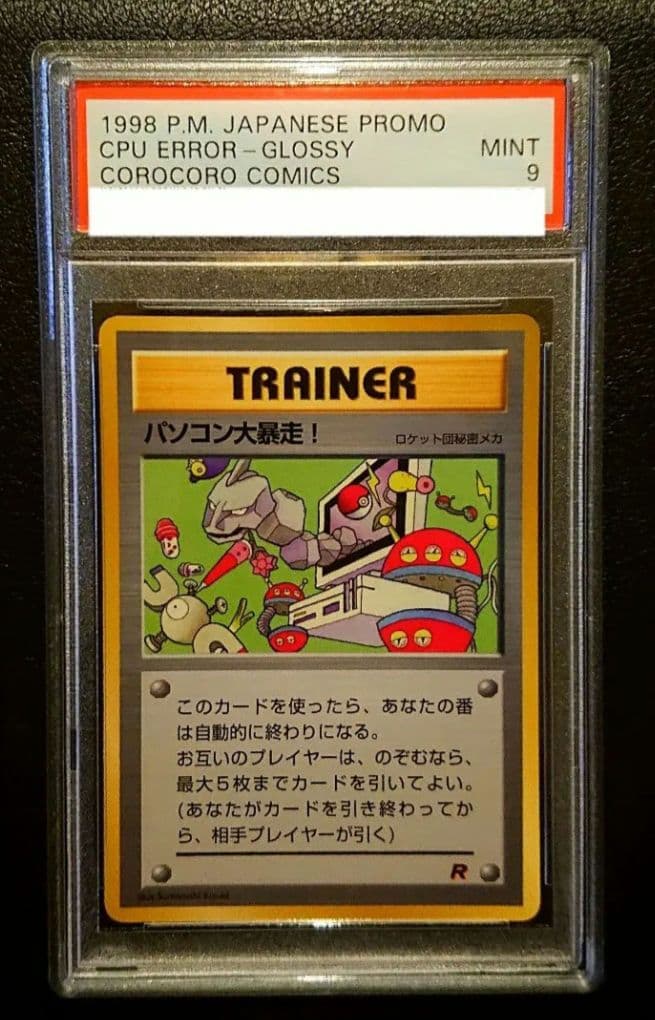 1998 P.M. JAPANESE PROMO
CPU ERROR - GLOSSY MINT
COROCORO COMICS 9
TRAINER
パソコン大暴走! ロケット団秘密メカ
このカードを使ったら、あなたの番
は自動的に終わりになる。
お互いのプレイヤーは、のぞむなら、
最大5枚までカードを引いてよい。
(あなたがカードを引き終わってか
ら、相手プレイヤーが引く)
R